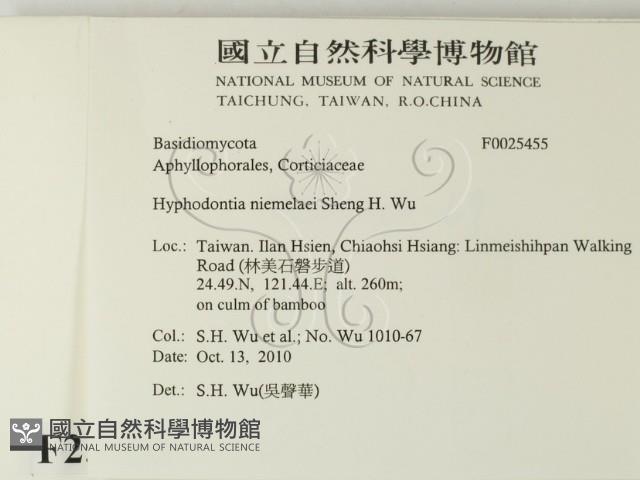 國立自然科學博物館
NATIONAL MUSEUM OF NATURAL SCIENCE
TAICHUNG, TAIWAN, R.O.CHINA
Basidiomycota F0025455
Aphyllophorales, Corticiaceae
Hyphodontia niemelaei Sheng H. Wu
Loc.: Taiwan. Ilan Hsien, Chiaohsi Hsiang: Linmeishihpan Walking
Road (林美石磐步道)
24.49.N, 121.44.E; alt. 260m;
on culm of bamboo
Col.: S.H. Wu et al.; No. Wu 1010-67
Date: Oct. 13, 2010
Det.: S.H. Wu(吳聲華)
國立自然科學博物館
NATIONAL MUSEUM OF NATURAL SCIENCE
F2